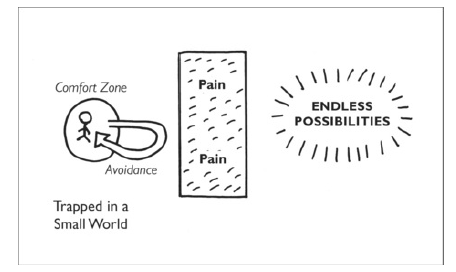 Comfort Zone
Pain
ENDLESS
POSSIBILITIES
Pain
Avoidance
Trapped in a
Small World